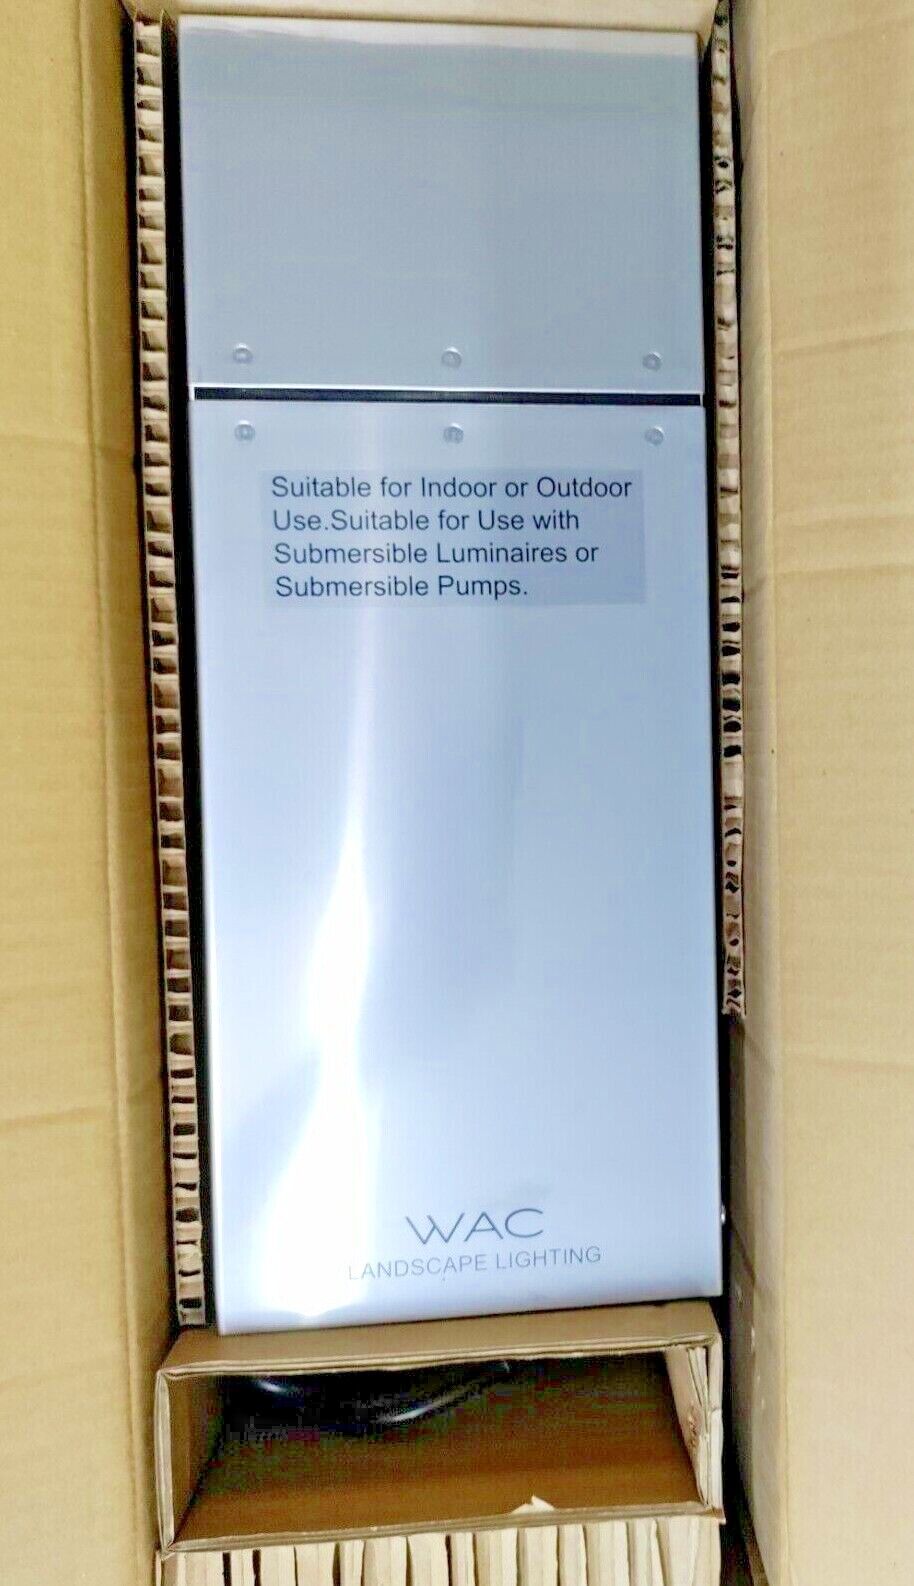 Suitable for Indoor or Outdoor
Use.Suitable for Use with
Submersible Luminaires or
Submersible Pumps.
WAC
LANDSCAPE LIGHTING